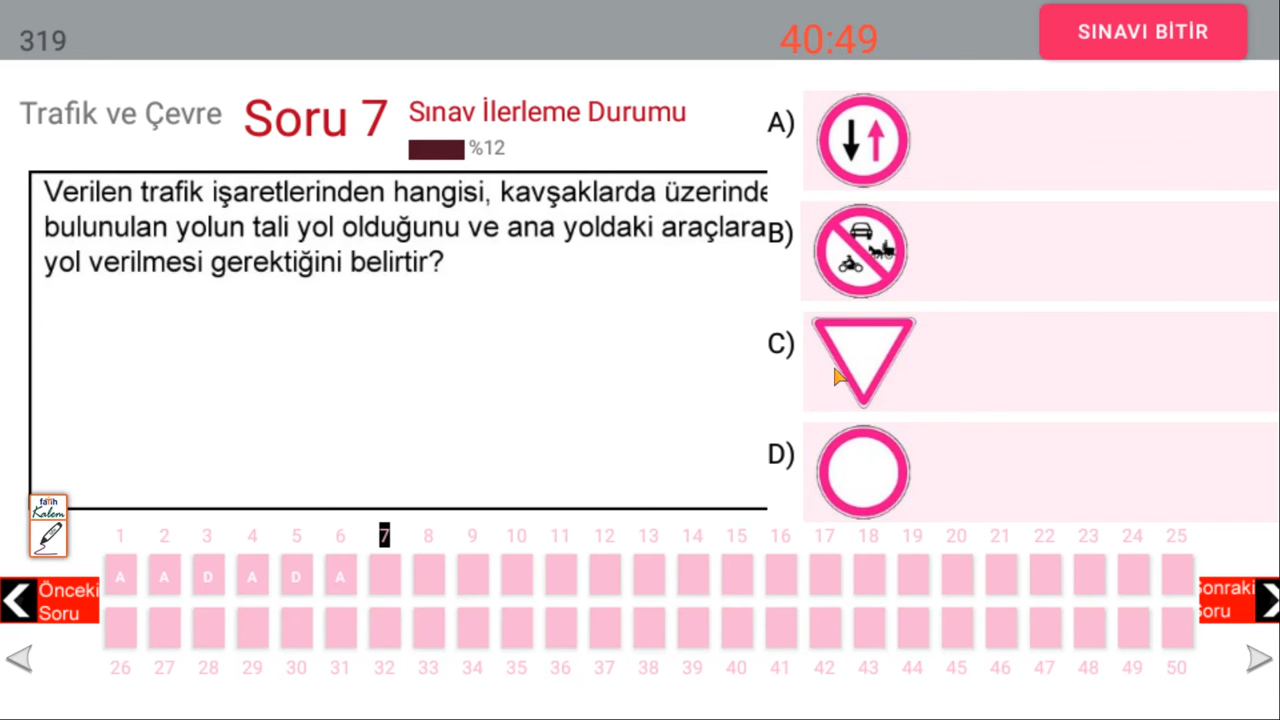 319
40:49
SINAVI BİTİR
Trafik ve Çevre
Soru 7
Sınav İlerleme Durumu
%12
Verilen trafik işaretlerinden hangisi, kavşaklarda üzerinde
bulunulan yolun tali yol olduğunu ve ana yoldaki araçlara
yol verilmesi gerektiğini belirtir?
A)
B)
C)
D)
fatih
Kalem
1 2 3 4 5 6 7 8 9 10 11 12 13 14 15 16 17 18 19 20 21 22 23 24 25
A A D A D A
Önceki
Soru
Sonraki
Soru
26 27 28 29 30 31 32 33 34 35 36 37 38 39 40 41 42 43 44 45 46 47 48 49 50